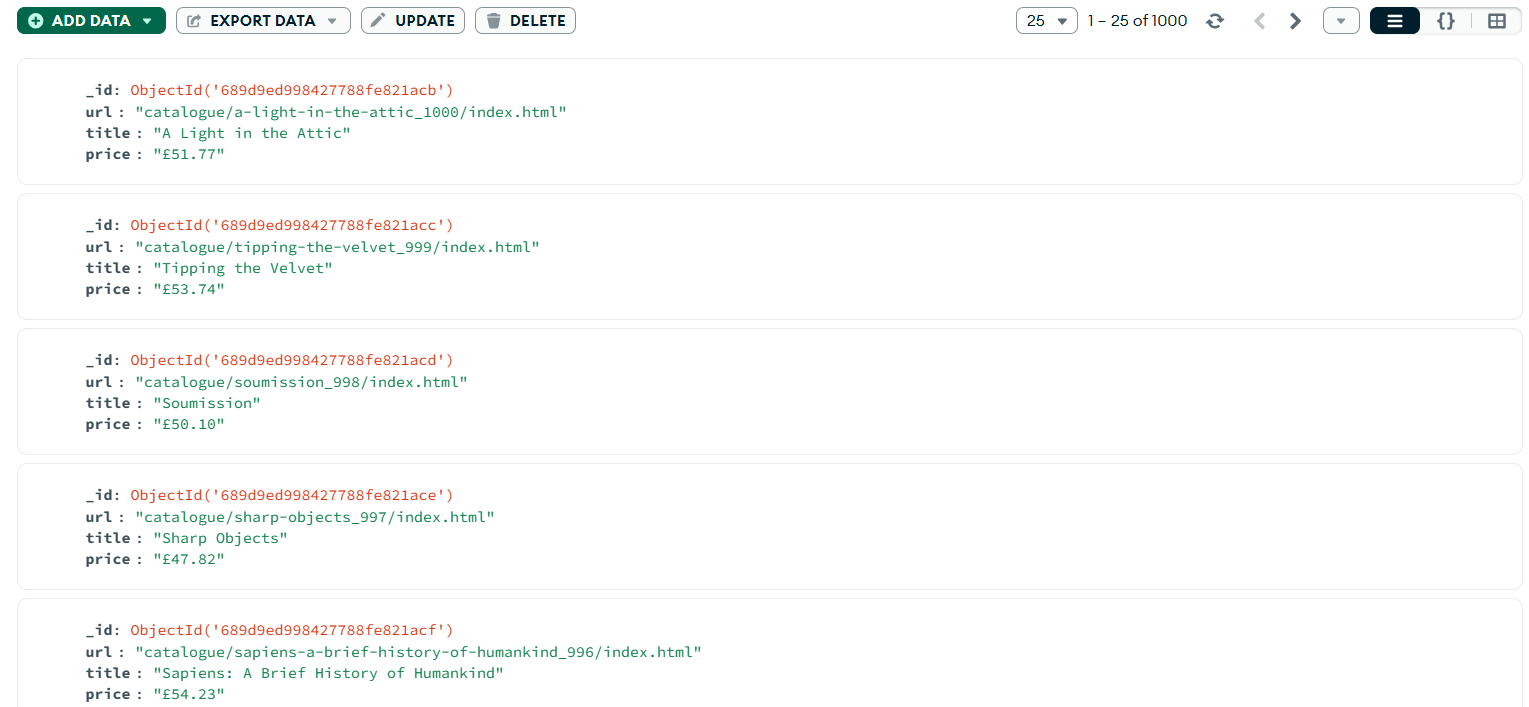 ADD DATA EXPORT DATA UPDATE DELETE 25 1 – 25 of 1000 {}
_id: ObjectId('689d9ed998427788fe821acb')
url : "catalogue/a-light-in-the-attic_1000/index.html"
title : "A Light in the Attic"
price : "£51.77"
_id: ObjectId('689d9ed998427788fe821acc')
url : "catalogue/tipping-the-velvet_999/index.html"
title : "Tipping the Velvet"
price : "£53.74"
_id: ObjectId('689d9ed998427788fe821acd')
url : "catalogue/soumission_998/index.html"
title : "Soumission"
price : "£50.10"
_id: ObjectId('689d9ed998427788fe821ace')
url : "catalogue/sharp-objects_997/index.html"
title : "Sharp Objects"
price : "£47.82"
_id: ObjectId('689d9ed998427788fe821acf')
url : "catalogue/sapiens-a-brief-history-of-humankind_996/index.html"
title : "Sapiens: A Brief History of Humankind"
price : "£54.23"